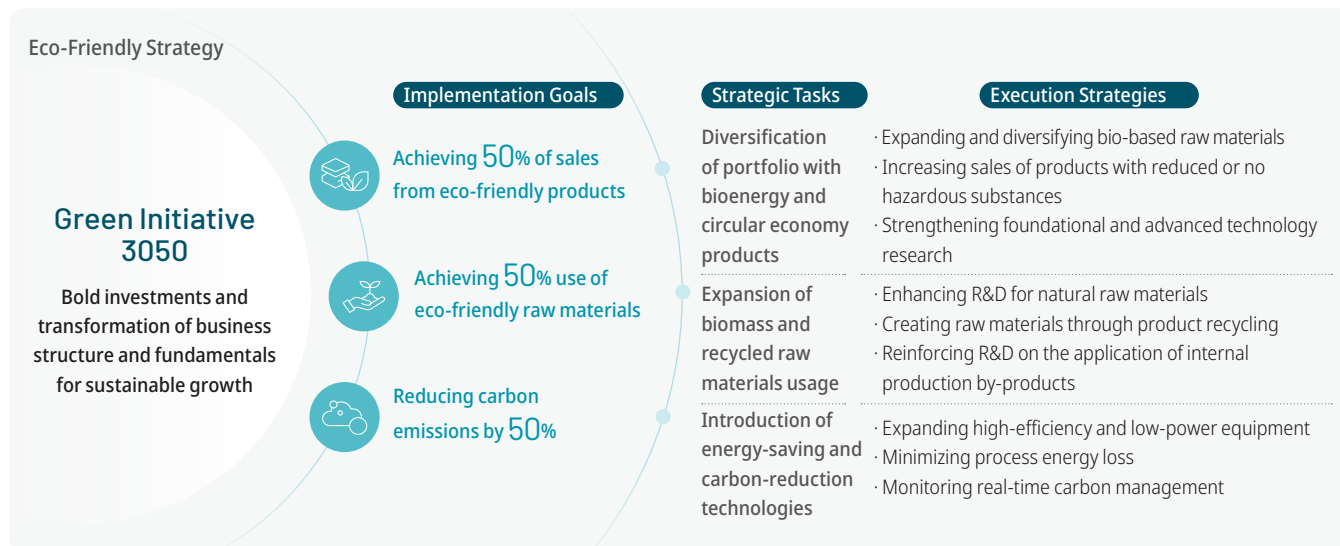 Eco-Friendly Strategy
Green Initiative
3050
Bold investments and
transformation of business
structure and fundamentals
for sustainable growth
Implementation Goals
Achieving 50% of sales
from eco-friendly products
Achieving 50% use of
eco-friendly raw materials
Reducing carbon
emissions by 50%
Strategic Tasks
Execution Strategies
Diversification
of portfolio with
bioenergy and
circular economy
products
· Expanding and diversifying bio-based raw materials
· Increasing sales of products with reduced or no
hazardous substances
· Strengthening foundational and advanced technology
research
Expansion of
biomass and
recycled raw
materials usage
· Enhancing R&D for natural raw materials
· Creating raw materials through product recycling
· Reinforcing R&D on the application of internal
production by-products
Introduction of
energy-saving and
carbon-reduction
technologies
· Expanding high-efficiency and low-power equipment
· Minimizing process energy loss
· Monitoring real-time carbon management